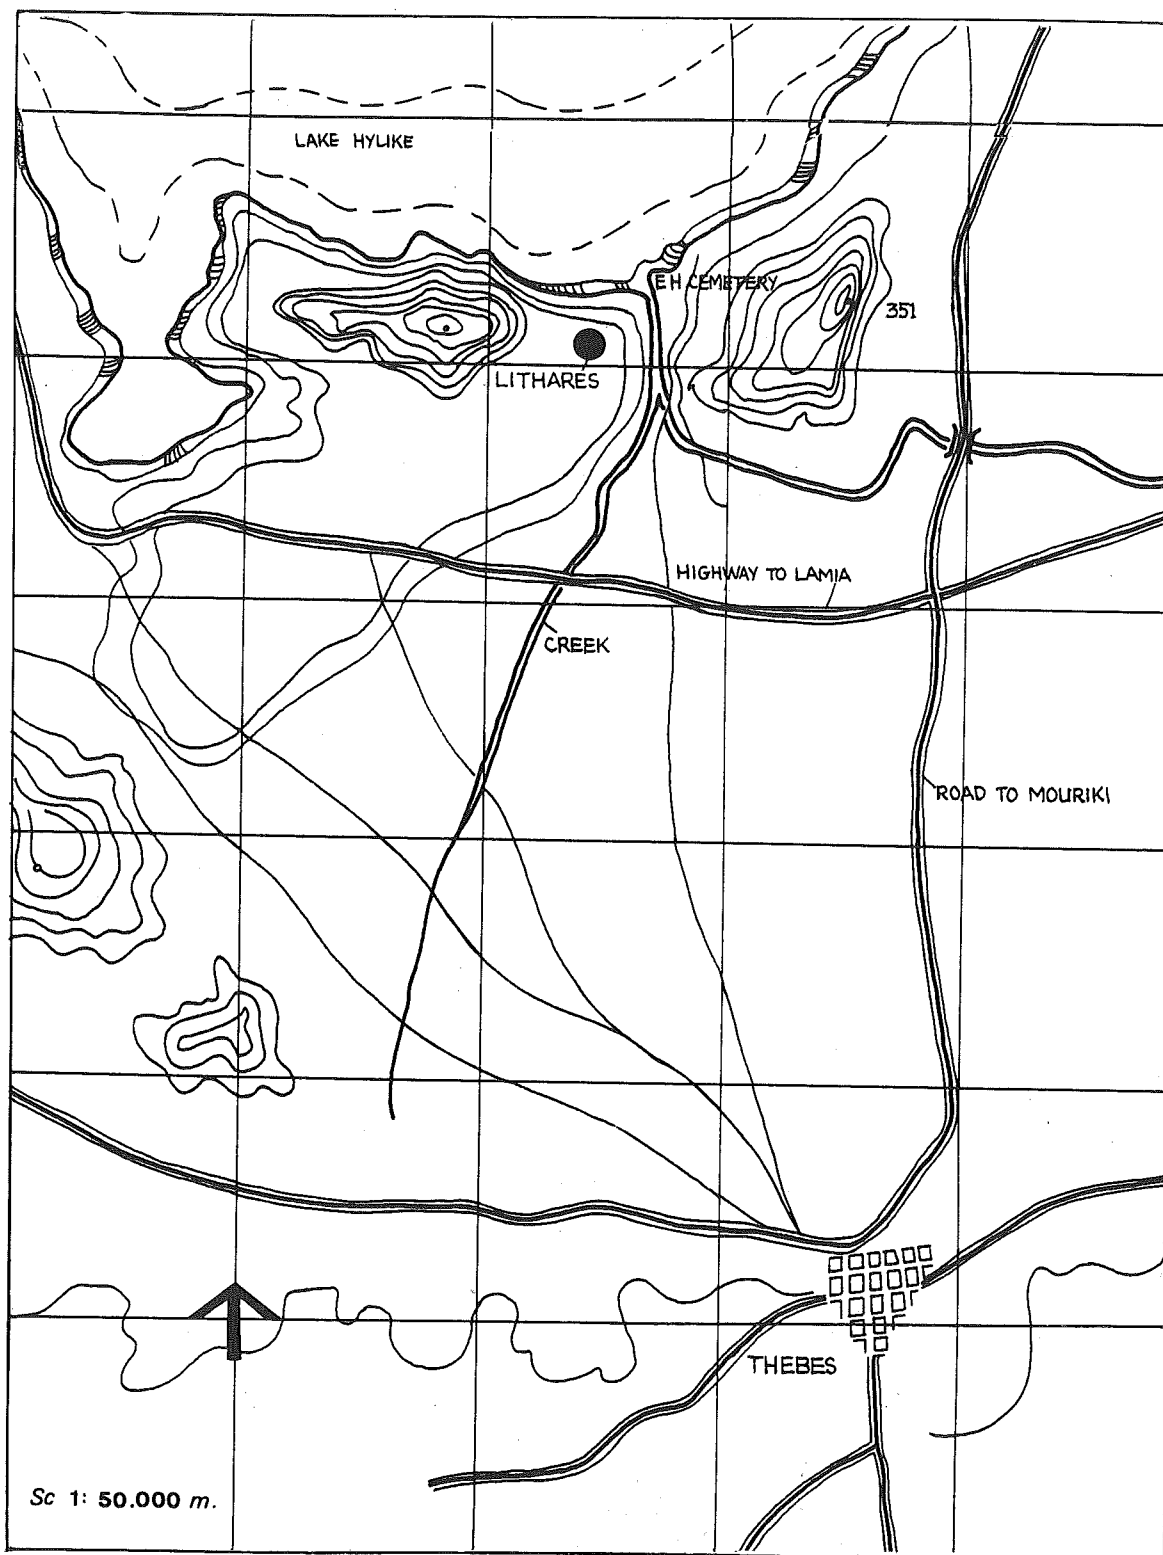 LAKE HYLIKE
EH CEMETERY
351
LITHARES
HIGHWAY TO LAMIA
CREEK
ROAD TO MOURIKI
THEBES
Sc 1: 50.000 m.